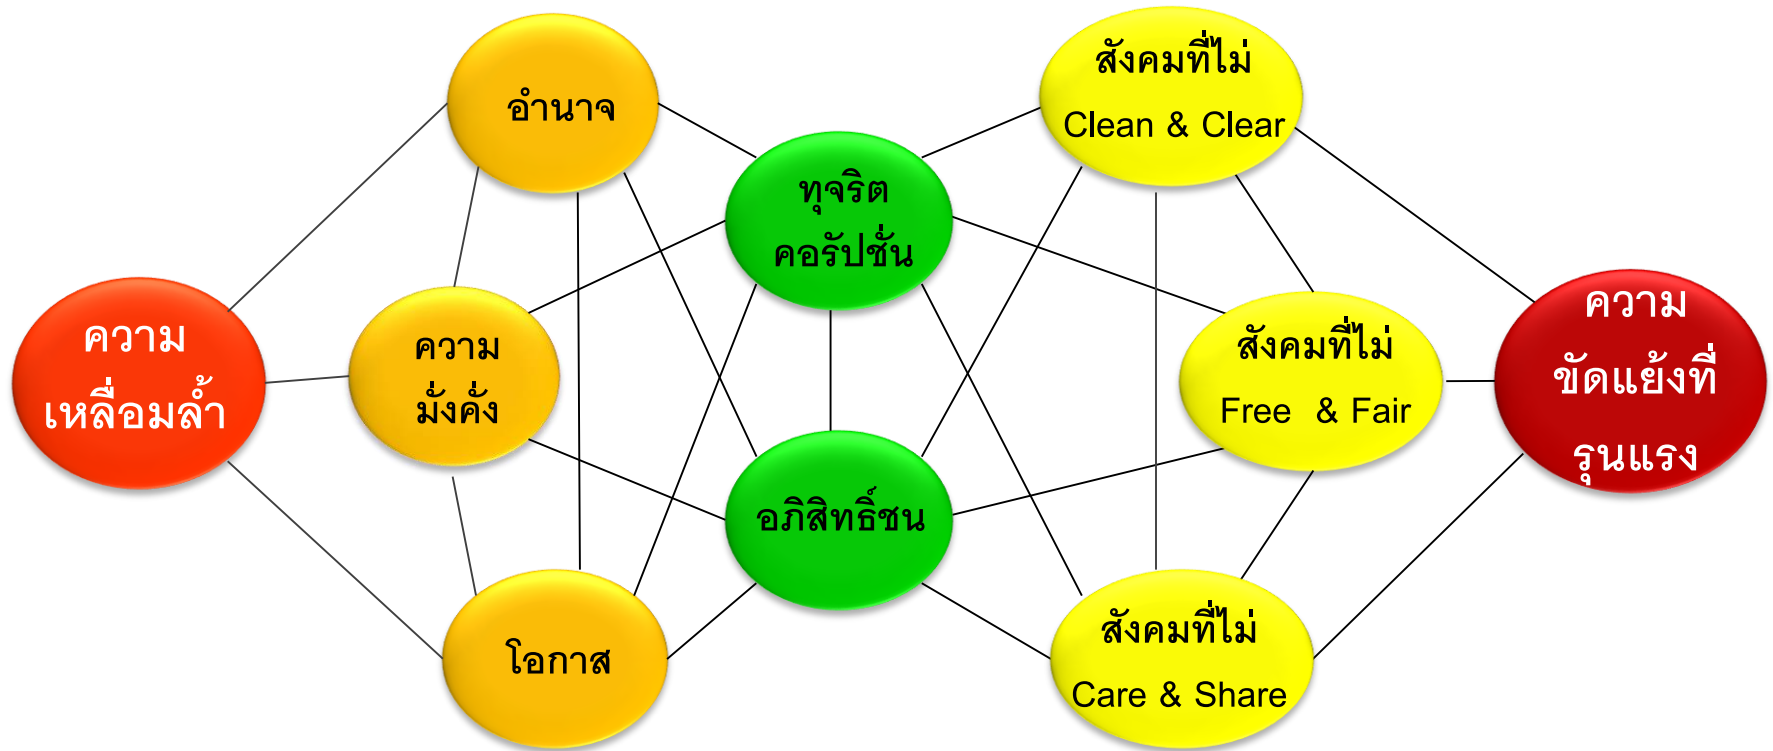 ความ
เหลื่อมล้ำ
อำนาจ
ความ
มั่งคั่ง
โอกาส
ทุจริต
คอรัปชั่น
อภิสิทธิ์ชน
สังคมที่ไม่
Clean & Clear
สังคมที่ไม่
Free & Fair
สังคมที่ไม่
Care & Share
ความ
ขัดแย้งที่
รุนแรง